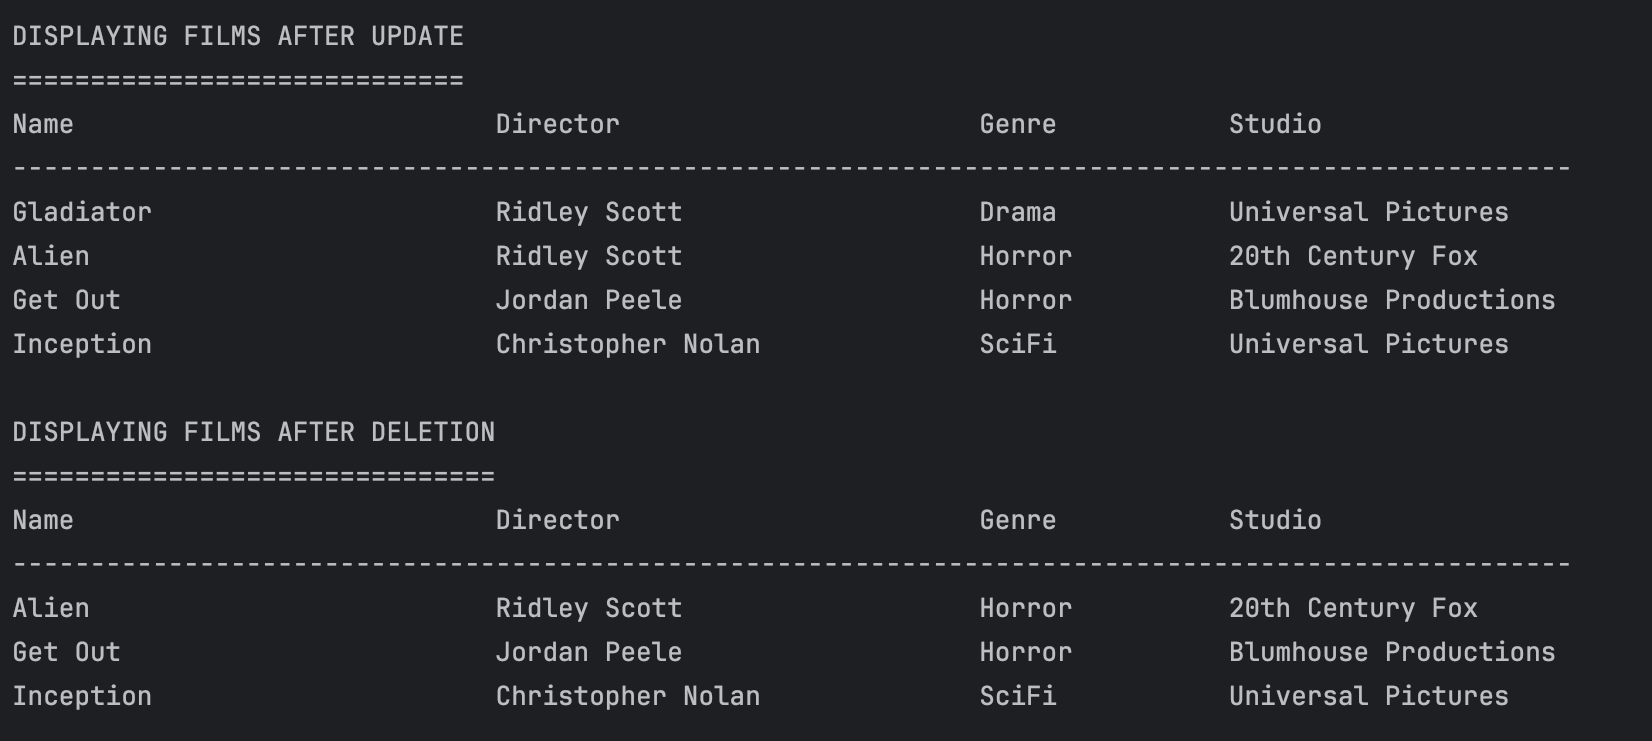 DISPLAYING FILMS AFTER UPDATE
=============================
Name                           Director                       Genre           Studio
----------------------------------------------------------------------------------------------------
Gladiator                      Ridley Scott                   Drama           Universal Pictures
Alien                          Ridley Scott                   Horror          20th Century Fox
Get Out                        Jordan Peele                   Horror          Blumhouse Productions
Inception                      Christopher Nolan              SciFi           Universal Pictures

DISPLAYING FILMS AFTER DELETION
===============================
Name                           Director                       Genre           Studio
----------------------------------------------------------------------------------------------------
Alien                          Ridley Scott                   Horror          20th Century Fox
Get Out                        Jordan Peele                   Horror          Blumhouse Productions
Inception                      Christopher Nolan              SciFi           Universal Pictures